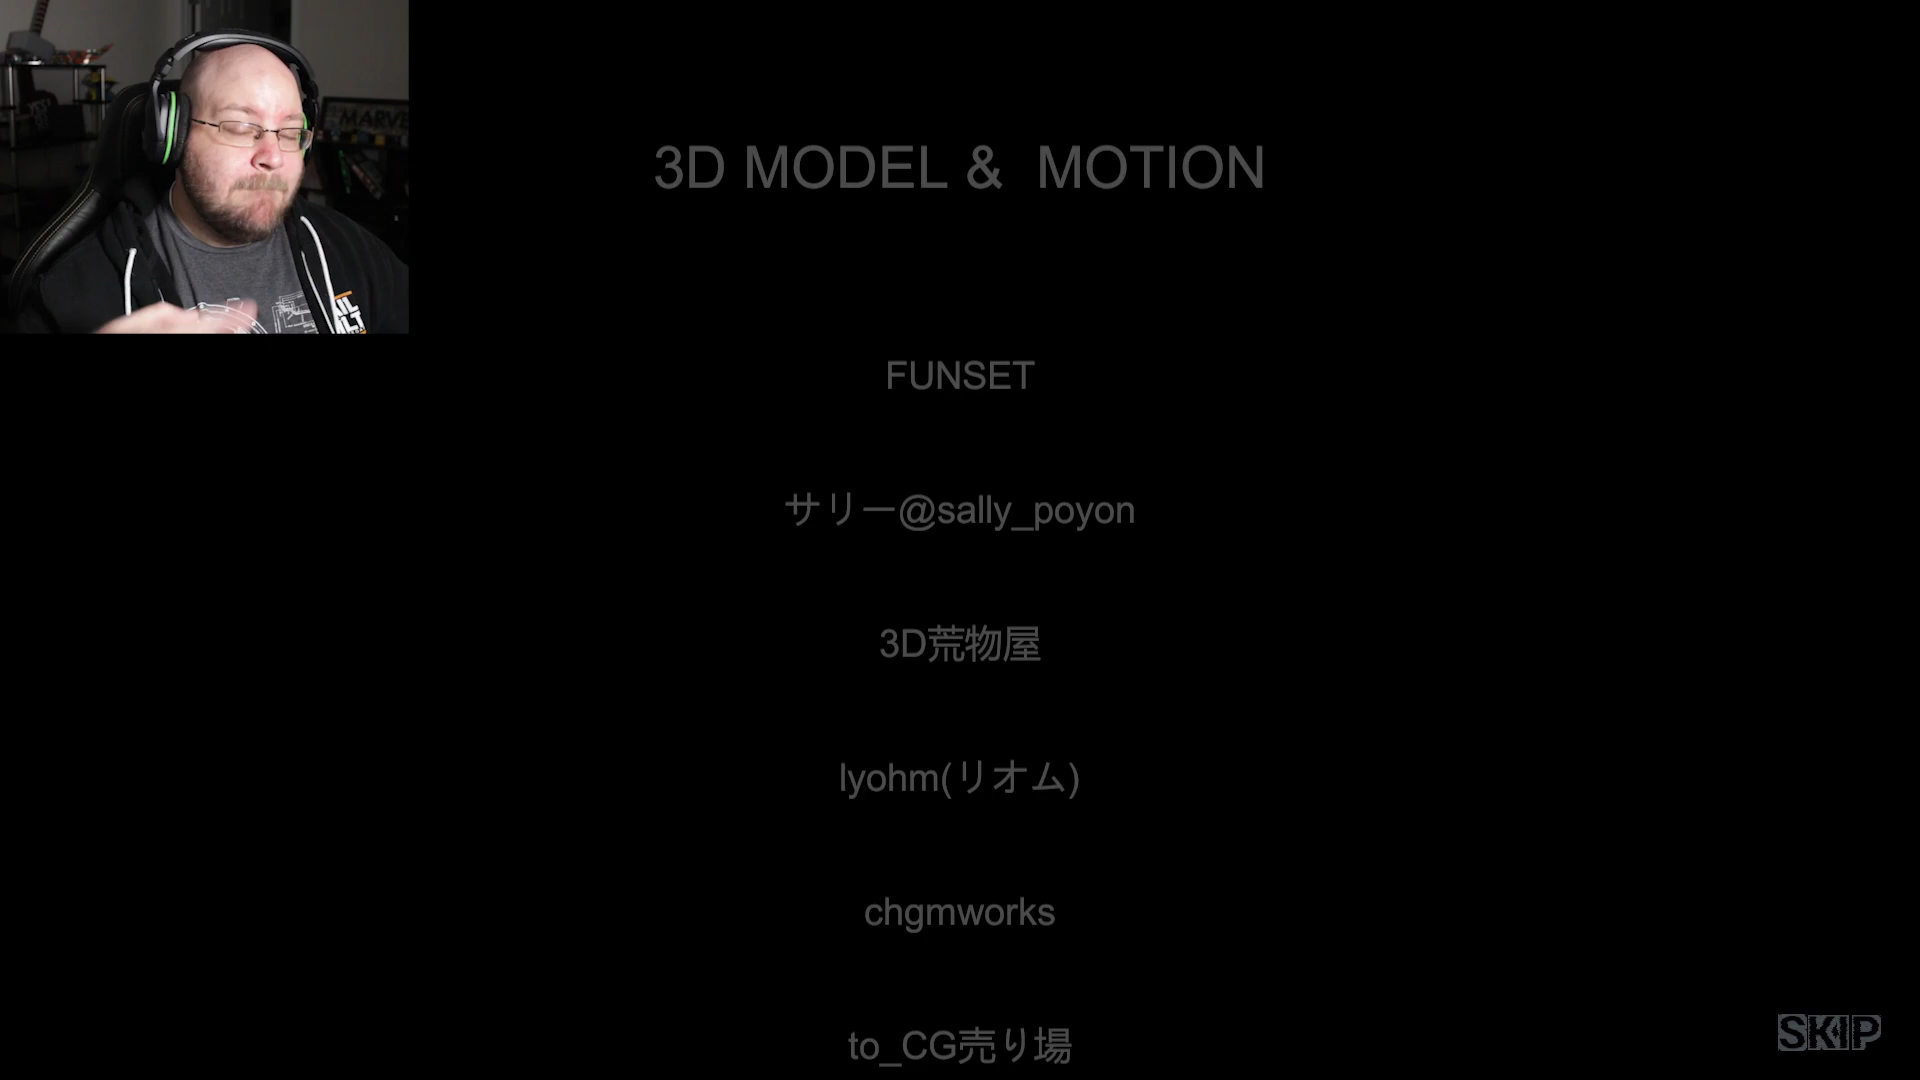 MARVE
3D MODEL & MOTION
FUNSET
サリー@sally_poyon
3D荒物屋
lyohm(リオム)
chgmworks
to_CG売り場
SKIP